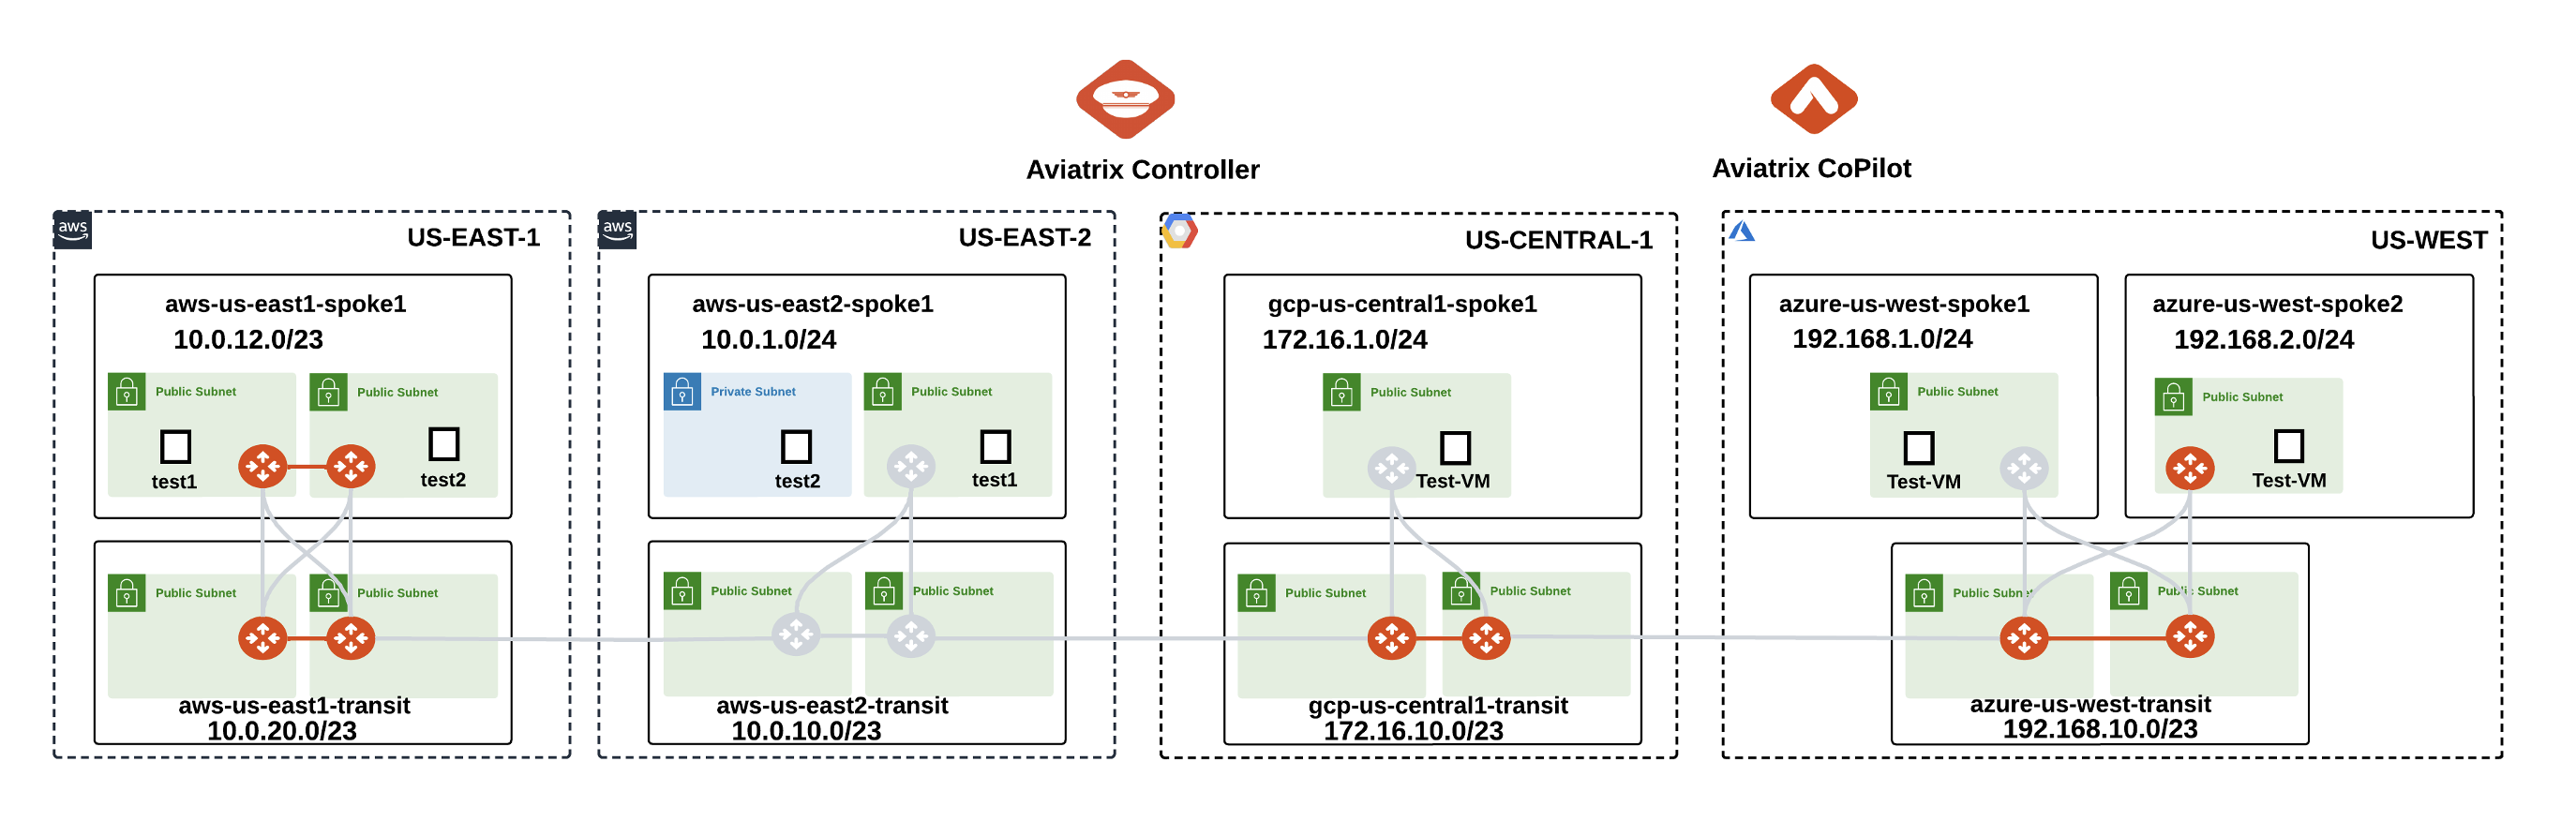 Aviatrix Controller
Aviatrix CoPilot
aws
US-EAST-1
aws-us-east1-spoke1
10.0.12.0/23
Public Subnet
Public Subnet
test1
test2
Public Subnet
Public Subnet
aws-us-east1-transit
10.0.20.0/23
aws
US-EAST-2
aws-us-east2-spoke1
10.0.1.0/24
Private Subnet
Public Subnet
test2
test1
Public Subnet
Public Subnet
aws-us-east2-transit
10.0.10.0/23
US-CENTRAL-1
gcp-us-central1-spoke1
172.16.1.0/24
Public Subnet
Test-VM
Public Subnet
Public Subnet
gcp-us-central1-transit
172.16.10.0/23
US-WEST
azure-us-west-spoke1
192.168.1.0/24
Public Subnet
Test-VM
azure-us-west-spoke2
192.168.2.0/24
Public Subnet
Test-VM
Public Subnet
Public Subnet
azure-us-west-transit
192.168.10.0/23